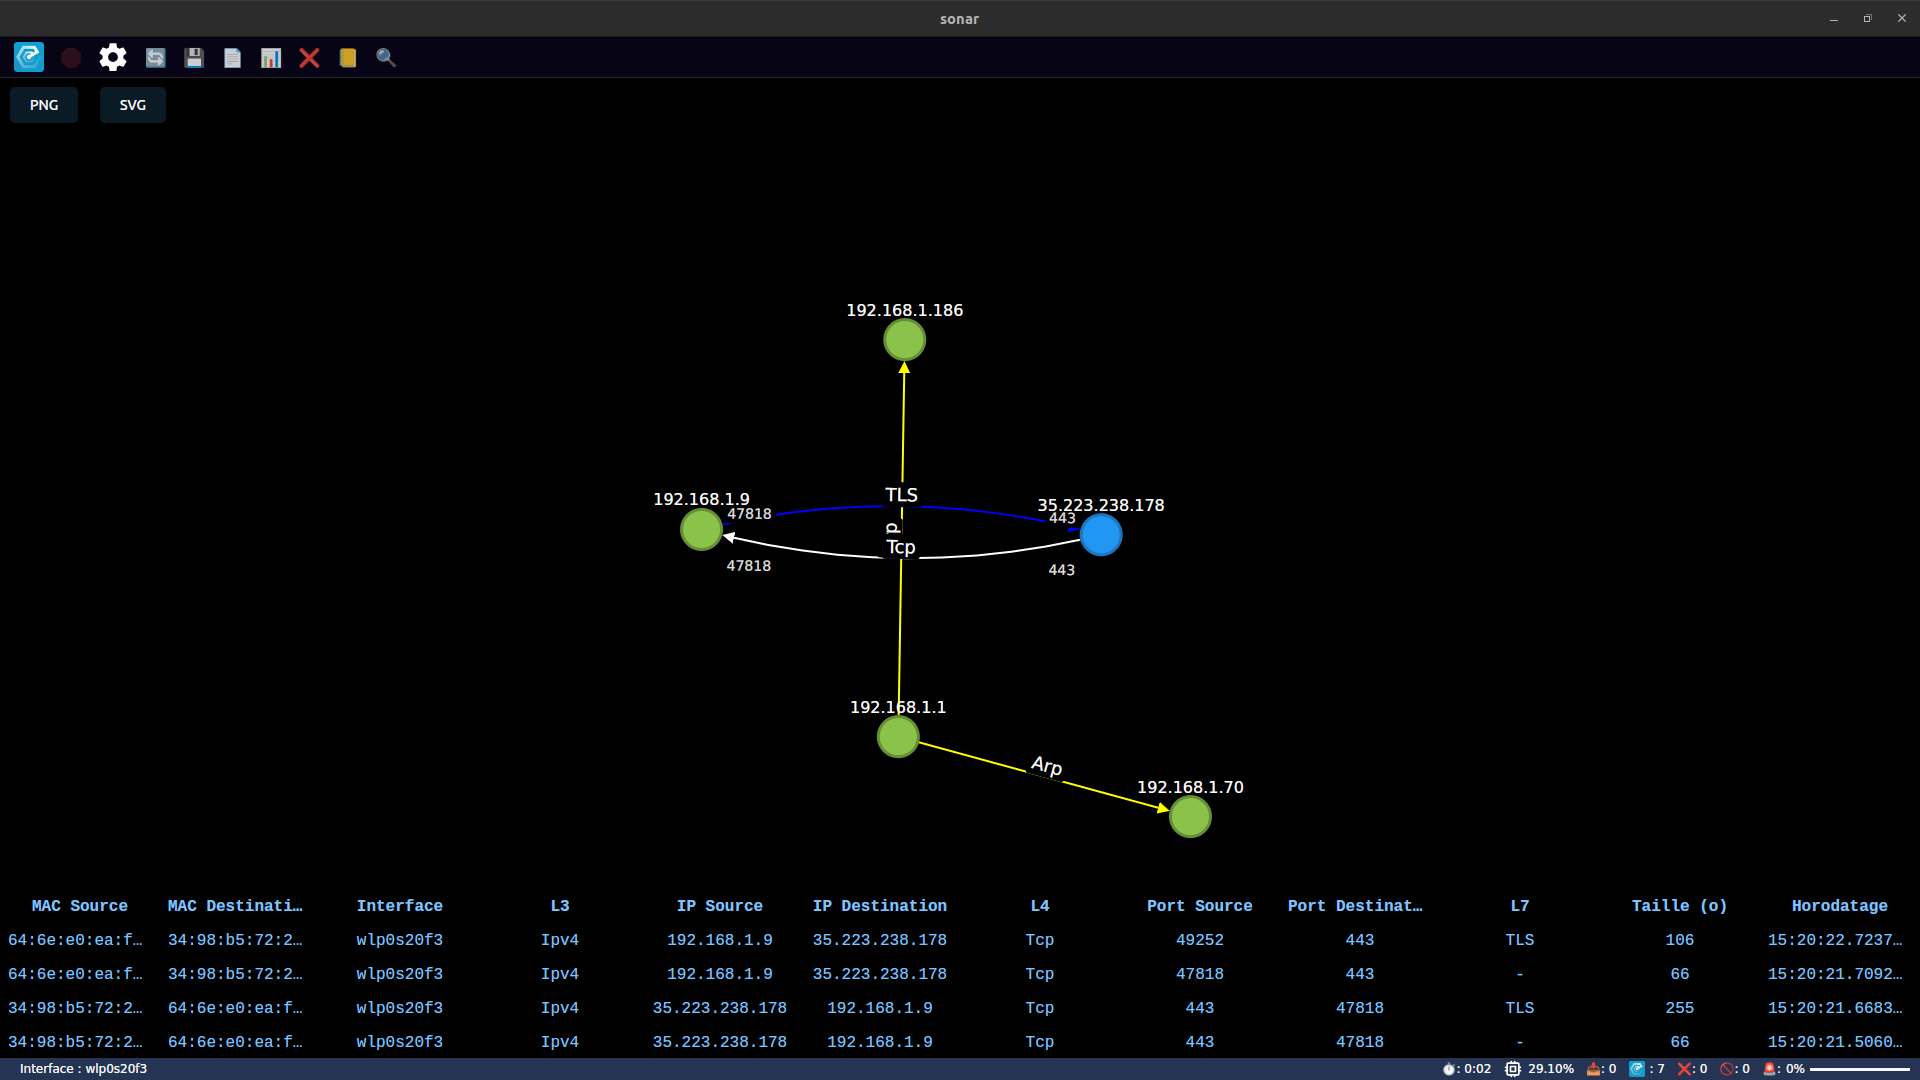 sonar
PNG SVG
192.168.1.186
TLS
192.168.1.9 35.223.238.178
47818 443
p
Tcp
47818 443
192.168.1.1
Arp
192.168.1.70
MAC Source MAC Destinati… Interface L3 IP Source IP Destination L4 Port Source Port Destinat… L7 Taille (o) Horodatage
64:6e:e0:ea:f… 34:98:b5:72:2… wlp0s20f3 Ipv4 192.168.1.9 35.223.238.178 Tcp 49252 443 TLS 106 15:20:22.7237…
64:6e:e0:ea:f… 34:98:b5:72:2… wlp0s20f3 Ipv4 192.168.1.9 35.223.238.178 Tcp 47818 443 - 66 15:20:21.7092…
34:98:b5:72:2… 64:6e:e0:ea:f… wlp0s20f3 Ipv4 35.223.238.178 192.168.1.9 Tcp 443 47818 TLS 255 15:20:21.6683…
34:98:b5:72:2… 64:6e:e0:ea:f… wlp0s20f3 Ipv4 35.223.238.178 192.168.1.9 Tcp 443 47818 - 66 15:20:21.5060…
Interface : wlp0s20f3 : 0:02 29.10% : 0 : 7 : 0 : 0 : 0%